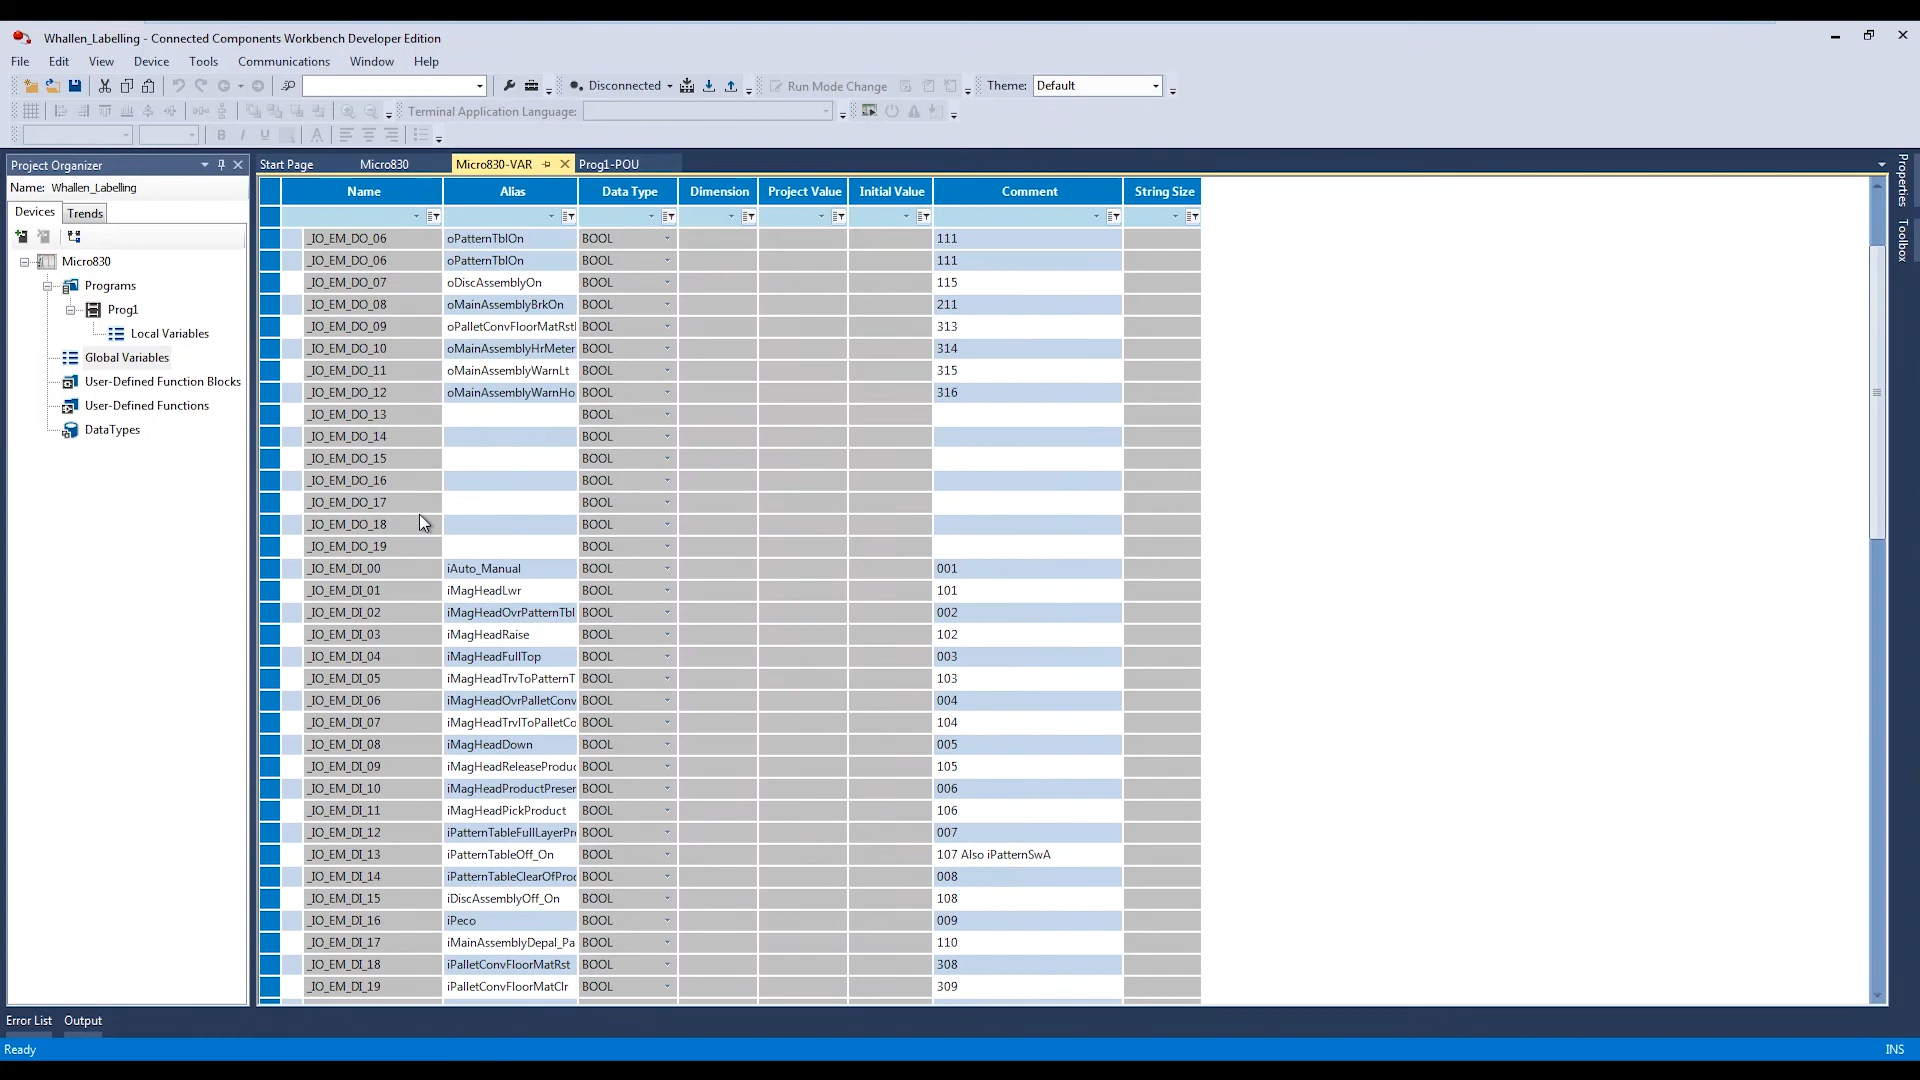 Whallen_Labelling - Connected Components Workbench Developer Edition
File Edit View Device Tools Communications Window Help
Disconnected Run Mode Change Theme: Default
Terminal Application Language:
B I U A
Project Organizer
Start Page Micro830 Micro830-VAR Prog1-POU
Properties
Toolbox
Name: Whallen_Labelling
Devices Trends
Micro830
Programs
Prog1
Local Variables
Global Variables
User-Defined Function Blocks
User-Defined Functions
DataTypes
Name Alias Data Type Dimension Project Value Initial Value Comment String Size
_IO_EM_DO_06 oPatternTblOn BOOL 111
_IO_EM_DO_06 oPatternTblOn BOOL 111
_IO_EM_DO_07 oDiscAssemblyOn BOOL 115
_IO_EM_DO_08 oMainAssemblyBrkOn BOOL 211
_IO_EM_DO_09 oPalletConvFloorMatRst BOOL 313
_IO_EM_DO_10 oMainAssemblyHrMeter BOOL 314
_IO_EM_DO_11 oMainAssemblyWarnLt BOOL 315
_IO_EM_DO_12 oMainAssemblyWarnHo BOOL 316
_IO_EM_DO_13 BOOL
_IO_EM_DO_14 BOOL
_IO_EM_DO_15 BOOL
_IO_EM_DO_16 BOOL
_IO_EM_DO_17 BOOL
_IO_EM_DO_18 BOOL
_IO_EM_DO_19 BOOL
_IO_EM_DI_00 iAuto_Manual BOOL 001
_IO_EM_DI_01 iMagHeadLwr BOOL 101
_IO_EM_DI_02 iMagHeadOvrPatternTbl BOOL 002
_IO_EM_DI_03 iMagHeadRaise BOOL 102
_IO_EM_DI_04 iMagHeadFullTop BOOL 003
_IO_EM_DI_05 iMagHeadTrvToPatternT BOOL 103
_IO_EM_DI_06 iMagHeadOvrPalletConv BOOL 004
_IO_EM_DI_07 iMagHeadTrvlToPalletCo BOOL 104
_IO_EM_DI_08 iMagHeadDown BOOL 005
_IO_EM_DI_09 iMagHeadReleaseProduc BOOL 105
_IO_EM_DI_10 iMagHeadProductPreser BOOL 006
_IO_EM_DI_11 iMagHeadPickProduct BOOL 106
_IO_EM_DI_12 iPatternTableFullLayerPr BOOL 007
_IO_EM_DI_13 iPatternTableOff_On BOOL 107 Also iPatternSwA
_IO_EM_DI_14 iPatternTableClearOfProc BOOL 008
_IO_EM_DI_15 iDiscAssemblyOff_On BOOL 108
_IO_EM_DI_16 iPeco BOOL 009
_IO_EM_DI_17 iMainAssemblyDepal_Pa BOOL 110
_IO_EM_DI_18 iPalletConvFloorMatRst BOOL 308
_IO_EM_DI_19 iPalletConvFloorMatClr BOOL 309
Error List Output
Ready INS